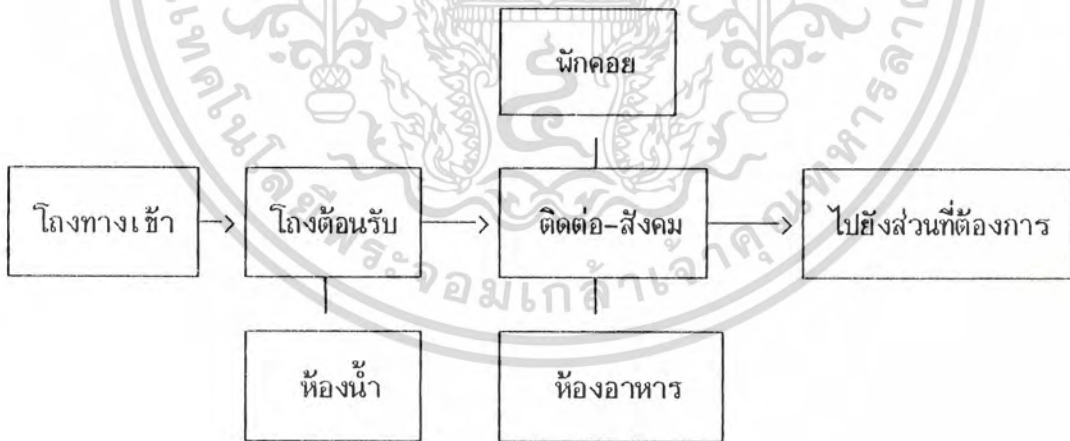 พักคอย
โถงทางเข้า
โถงต้อนรับ
ติดต่อ-สังคม
ไปยังส่วนที่ต้องการ
ห้องน้ำ
ห้องอาหาร